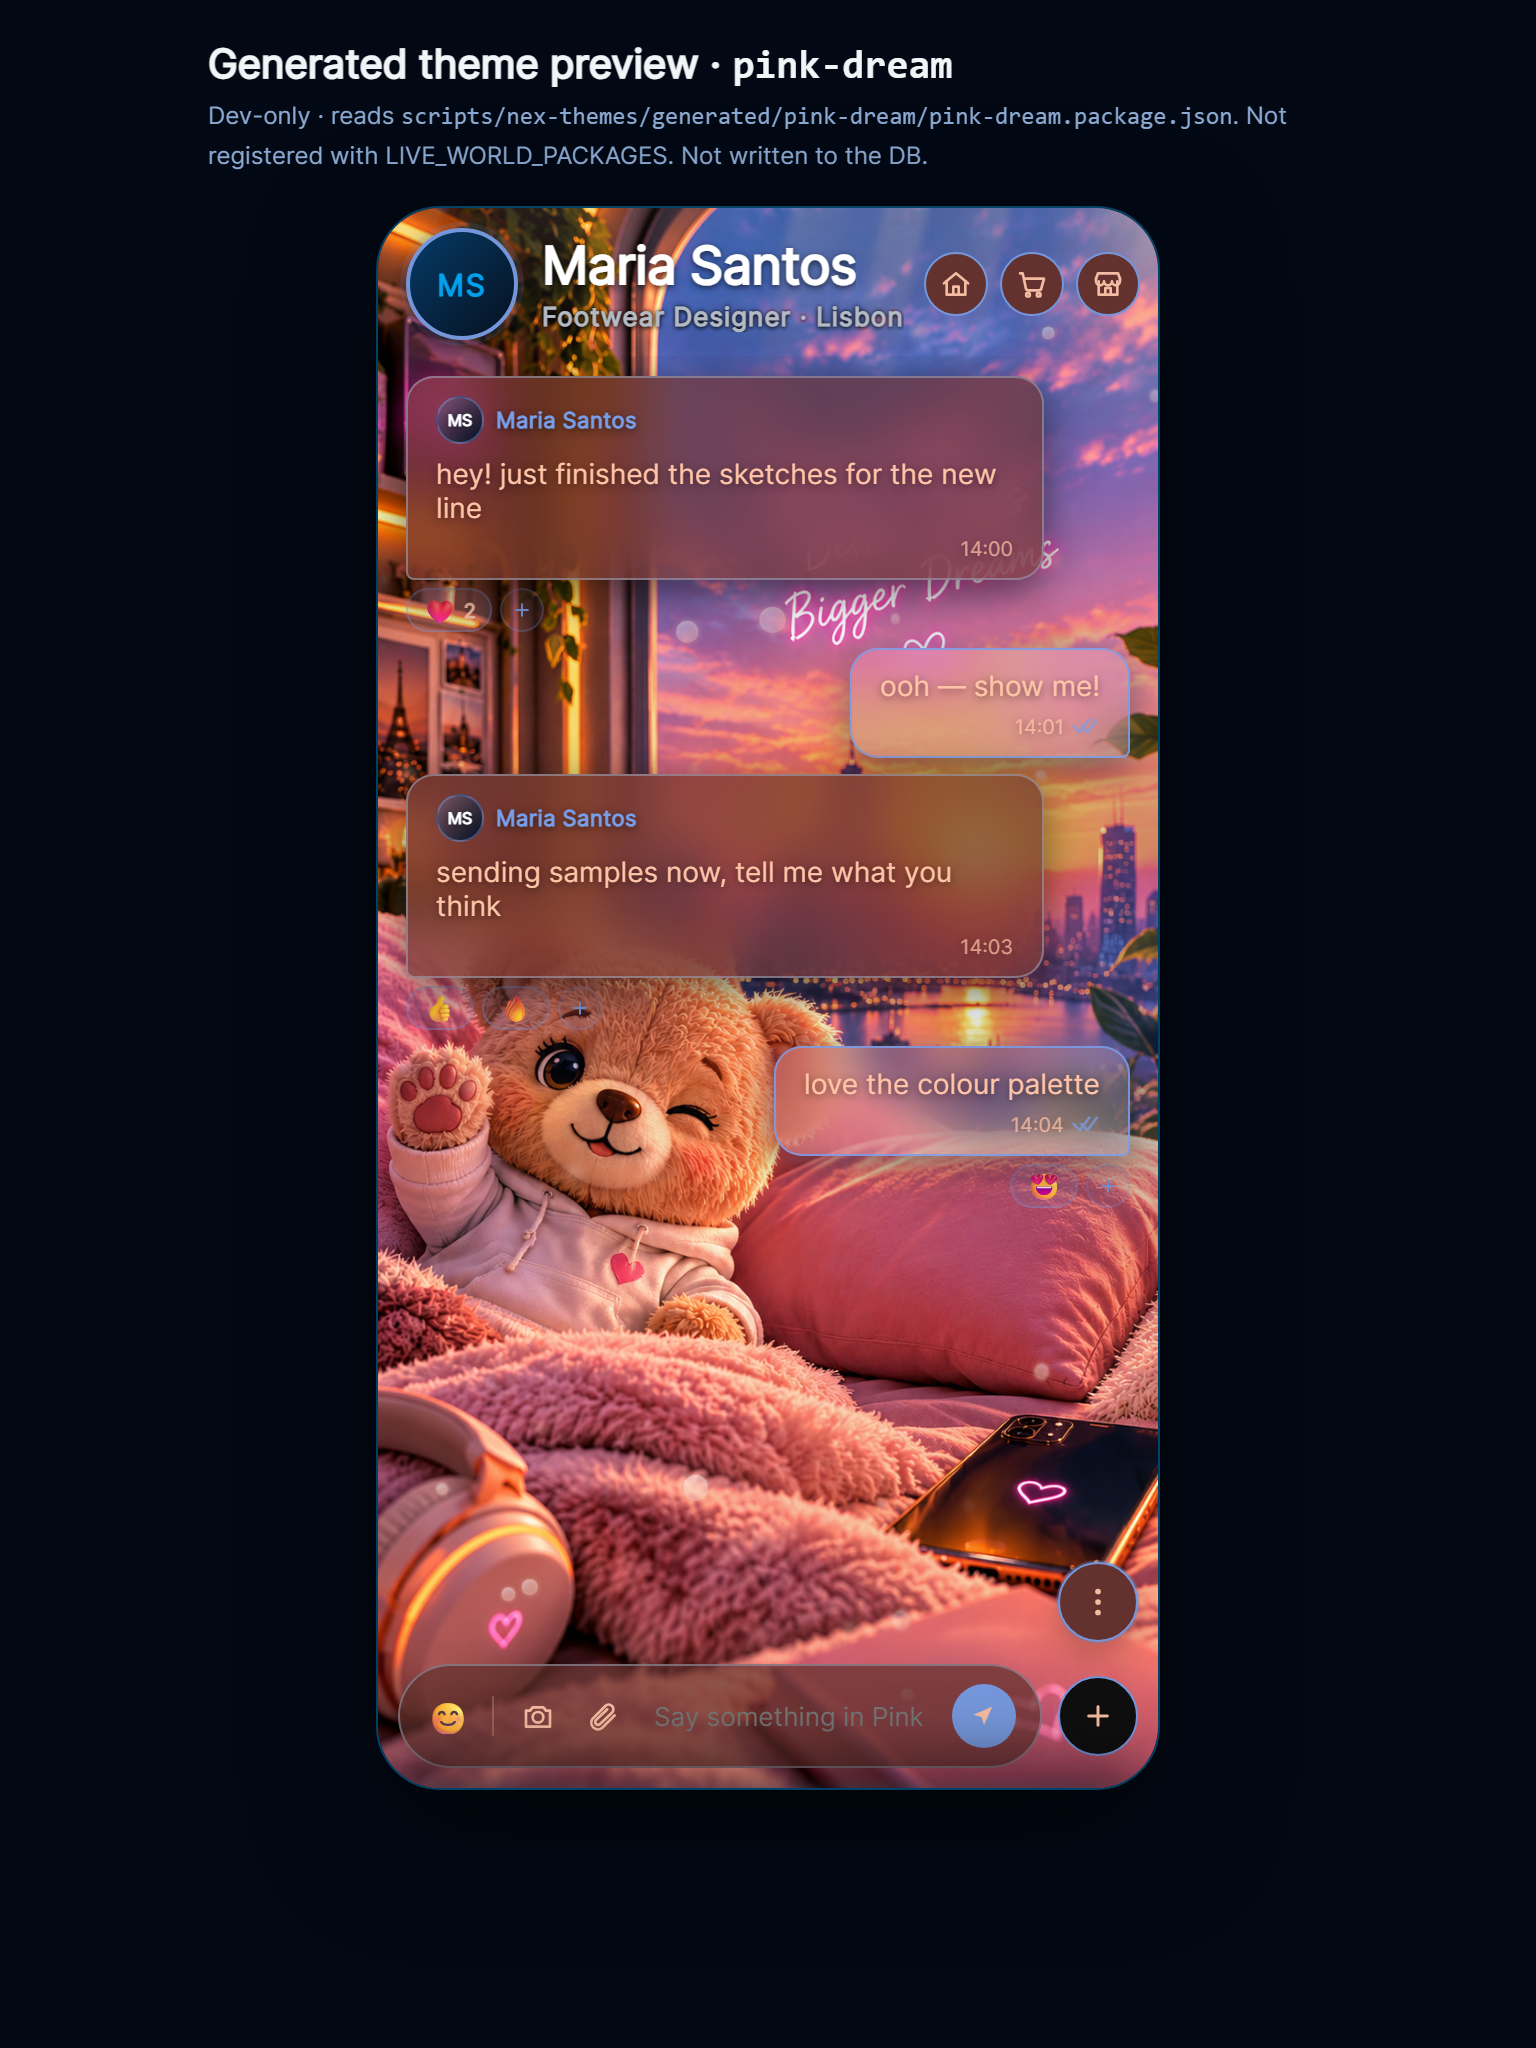 Generated theme preview · pink-dream
Dev-only · reads scripts/nex-themes/generated/pink-dream/pink-dream.package.json. Not
registered with LIVE_WORLD_PACKAGES. Not written to the DB.
MS
Maria Santos
Footwear Designer · Lisbon
MS Maria Santos
hey! just finished the sketches for the new
line
14:00
Bigger Dreams
2 +
ooh — show me!
14:01
MS Maria Santos
sending samples now, tell me what you
think
14:03
+
love the colour palette
14:04
+
Say something in Pink
+